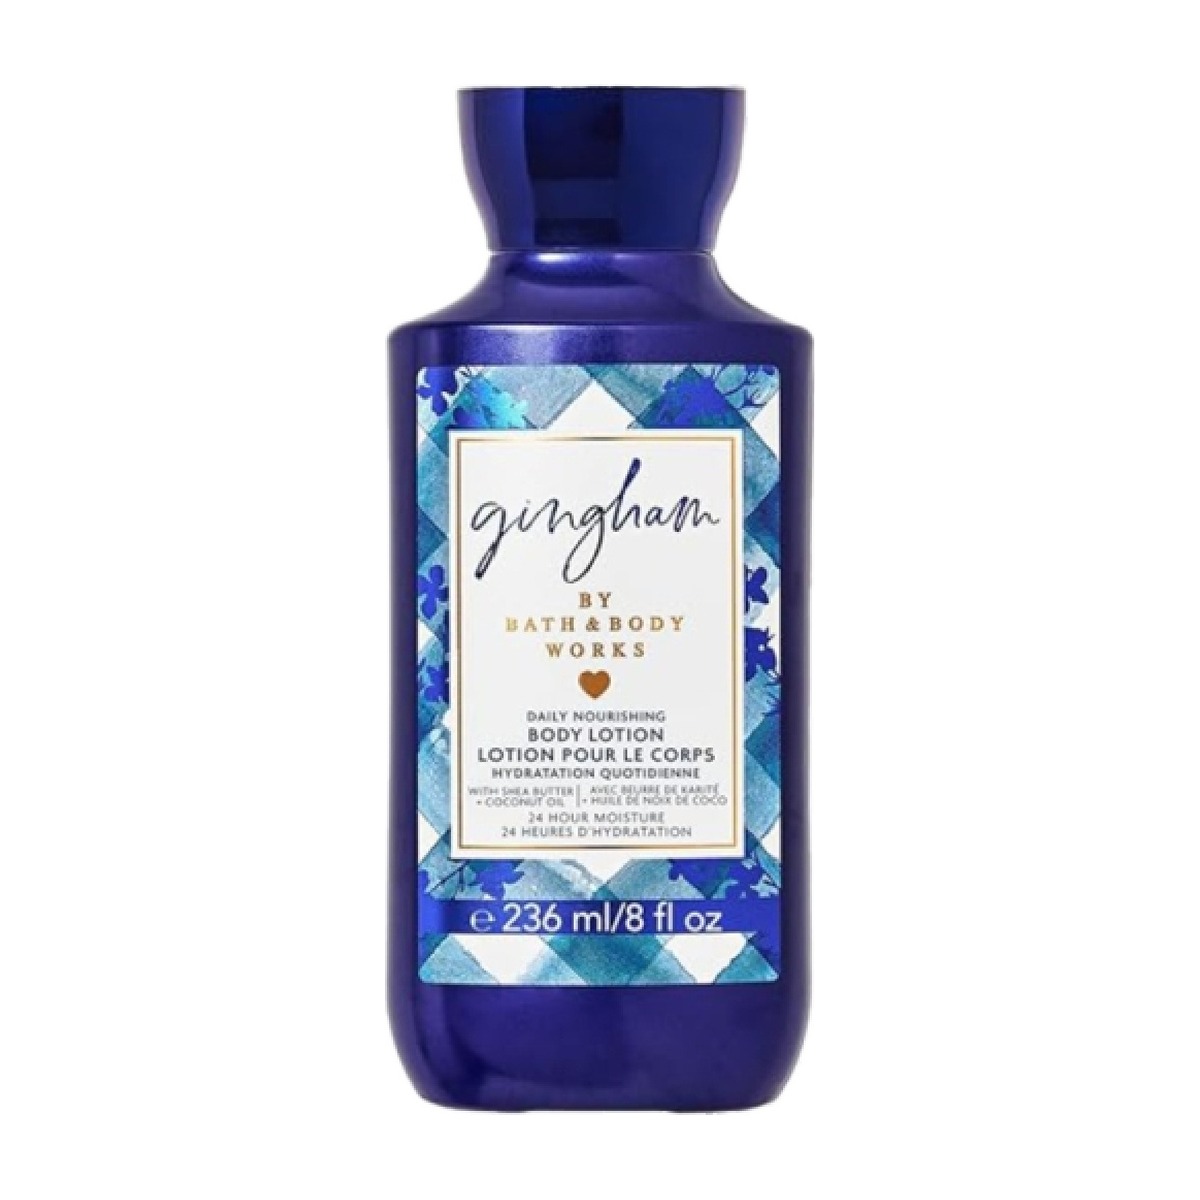 gingham
BY
BATH & BODY
WORKS
DAILY NOURISHING
BODY LOTION
LOTION POUR LE CORPS
HYDRATATION QUOTIDIENNE
WITH SHEA BUTTER | AVEC BEURRE DE KARITÉ
+ COCONUT OIL | + HUILE DE NOIX DE COCO
24 HOUR MOISTURE
24 HEURES D'HYDRATATION
℮ 236 ml/8 fl oz